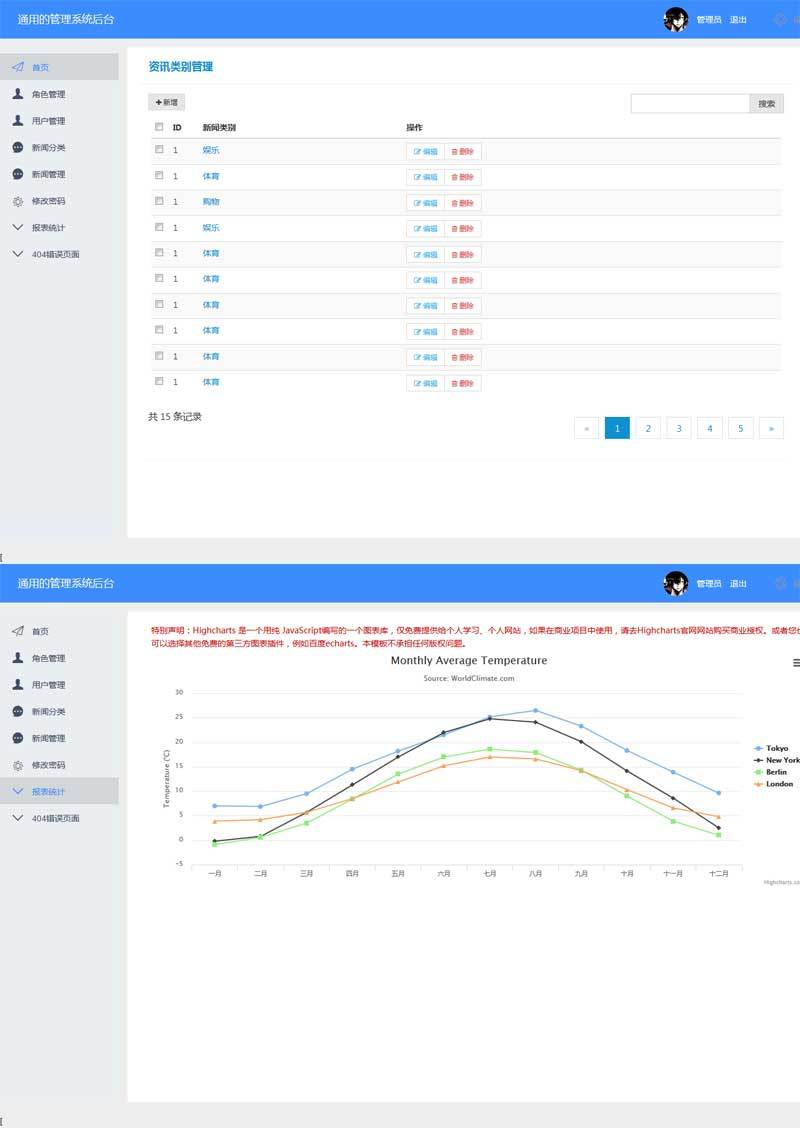 通用的管理系统后台
管理员 退出
首页
角色管理
用户管理
新闻分类
新闻管理
修改密码
报表统计
404错误页面
资讯类别管理
+新增
搜索
ID 新闻类别 操作
1 娱乐 编辑 删除
1 体育 编辑 删除
1 购物 编辑 删除
1 娱乐 编辑 删除
1 体育 编辑 删除
1 体育 编辑 删除
1 体育 编辑 删除
1 体育 编辑 删除
1 体育 编辑 删除
1 体育 编辑 删除
共 15 条记录
« 1 2 3 4 5 »
[
通用的管理系统后台
管理员 退出
首页
角色管理
用户管理
新闻分类
新闻管理
修改密码
报表统计
404错误页面
特别声明：Highcharts 是一个用纯 JavaScript编写的一个图表库，仅免费提供给个人学习、个人网站，如果在商业项目中使用，请去Highcharts官网网站购买商业授权。或者您
可以选择其他免费的第三方图表插件，例如百度echarts。本模板不承担任何版权问题。
Monthly Average Temperature
Source: WorldClimate.com
Temperature (°C)
30
25
20
15
10
5
0
-5
一月 二月 三月 四月 五月 六月 七月 八月 九月 十月 十一月 十二月
Tokyo
New York
Berlin
London
Highcharts.co
[